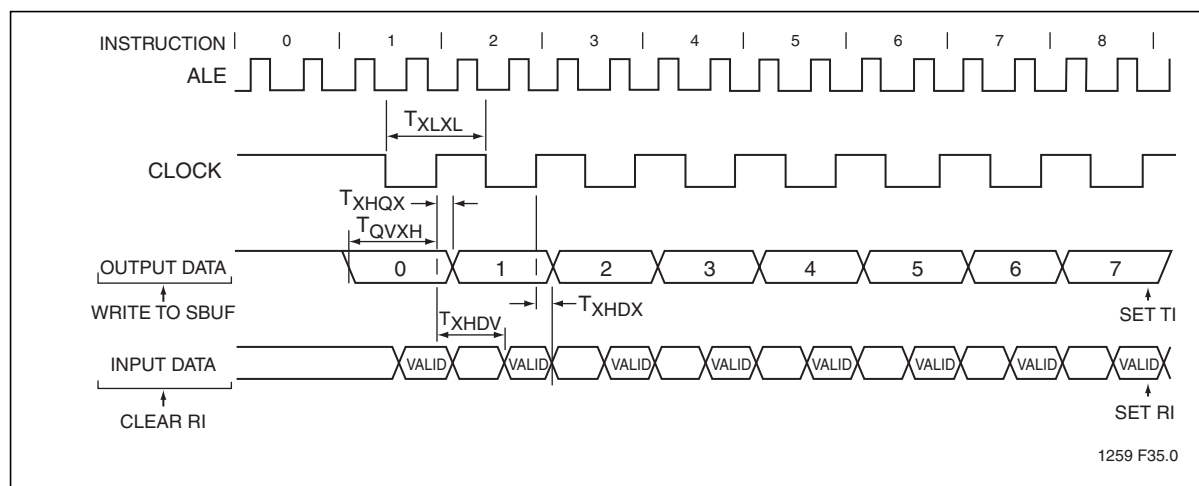 INSTRUCTION 0 1 2 3 4 5 6 7 8
ALE
TXLXL
CLOCK
TXHQX
TQVXH
OUTPUT DATA 0 1 2 3 4 5 6 7
WRITE TO SBUF TXHDV TXHDX SET TI
INPUT DATA VALID VALID VALID VALID VALID VALID VALID VALID
CLEAR RI SET RI
1259 F35.0